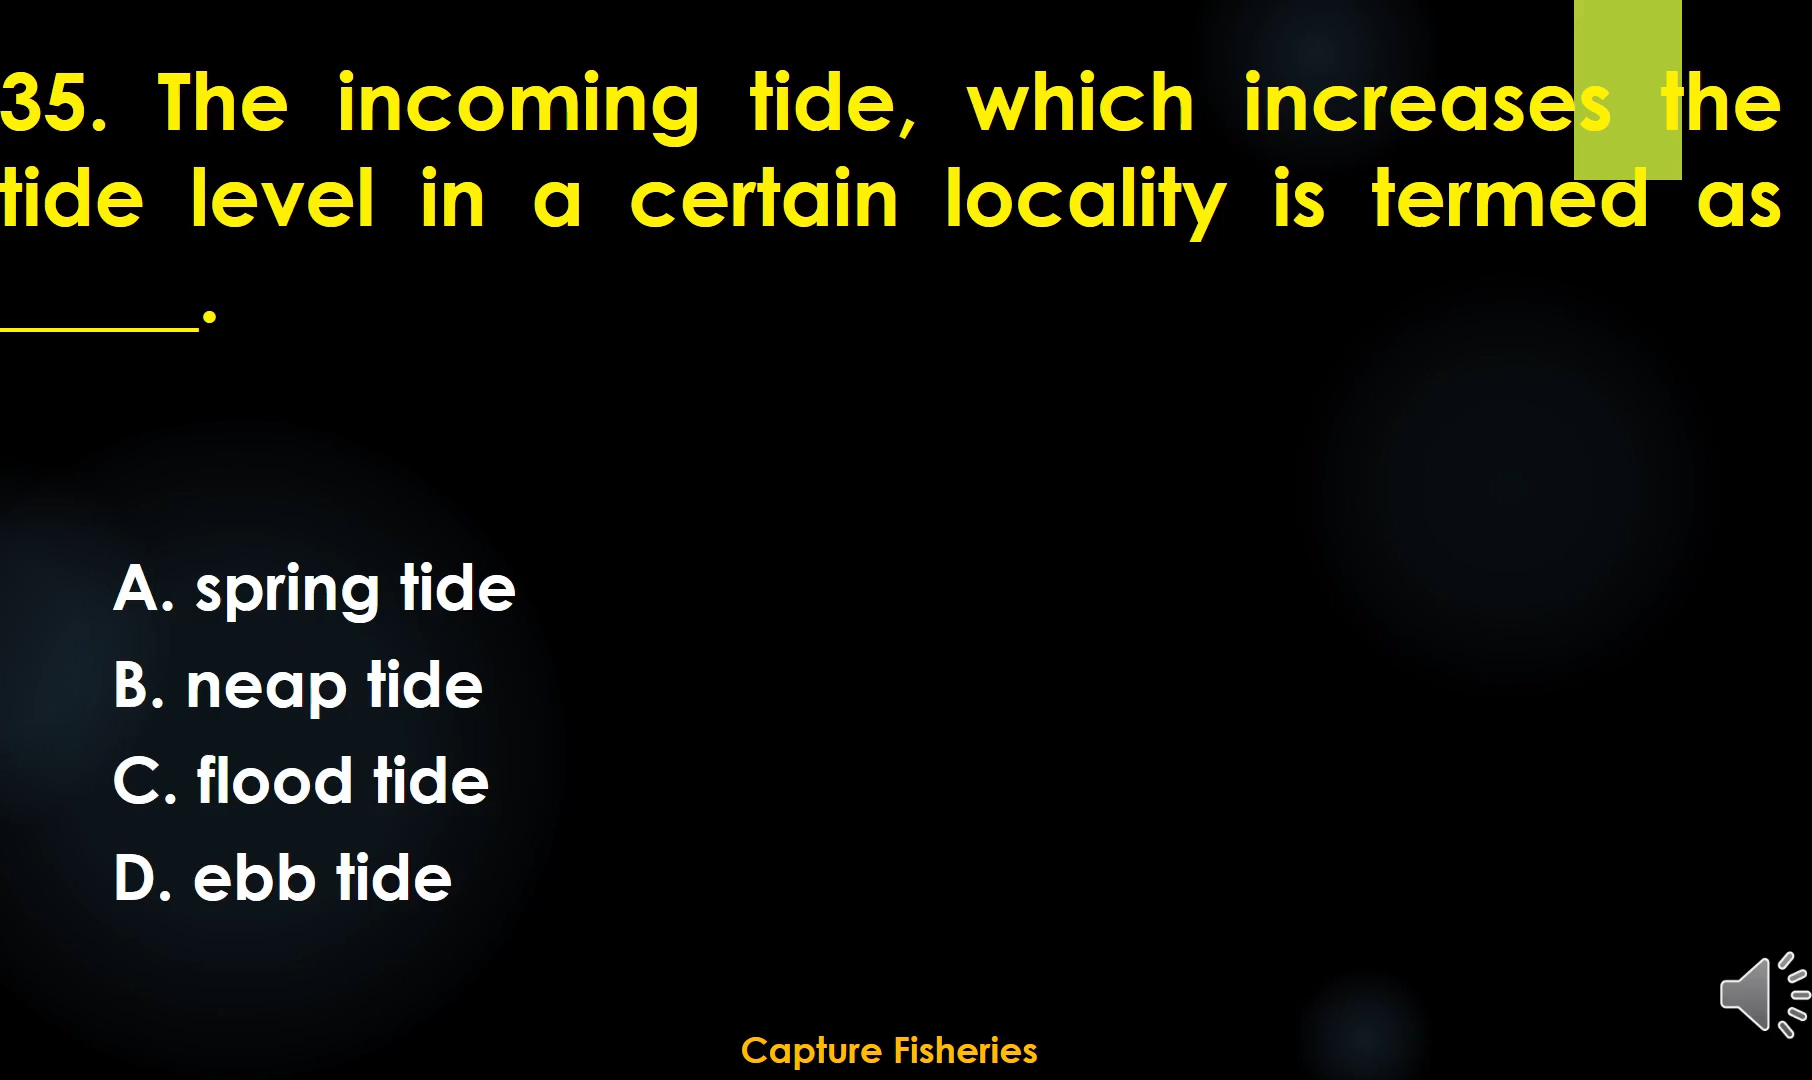 35. The incoming tide, which increases the
tide level in a certain locality is termed as
______.
A. spring tide
B. neap tide
C. flood tide
D. ebb tide
Capture Fisheries